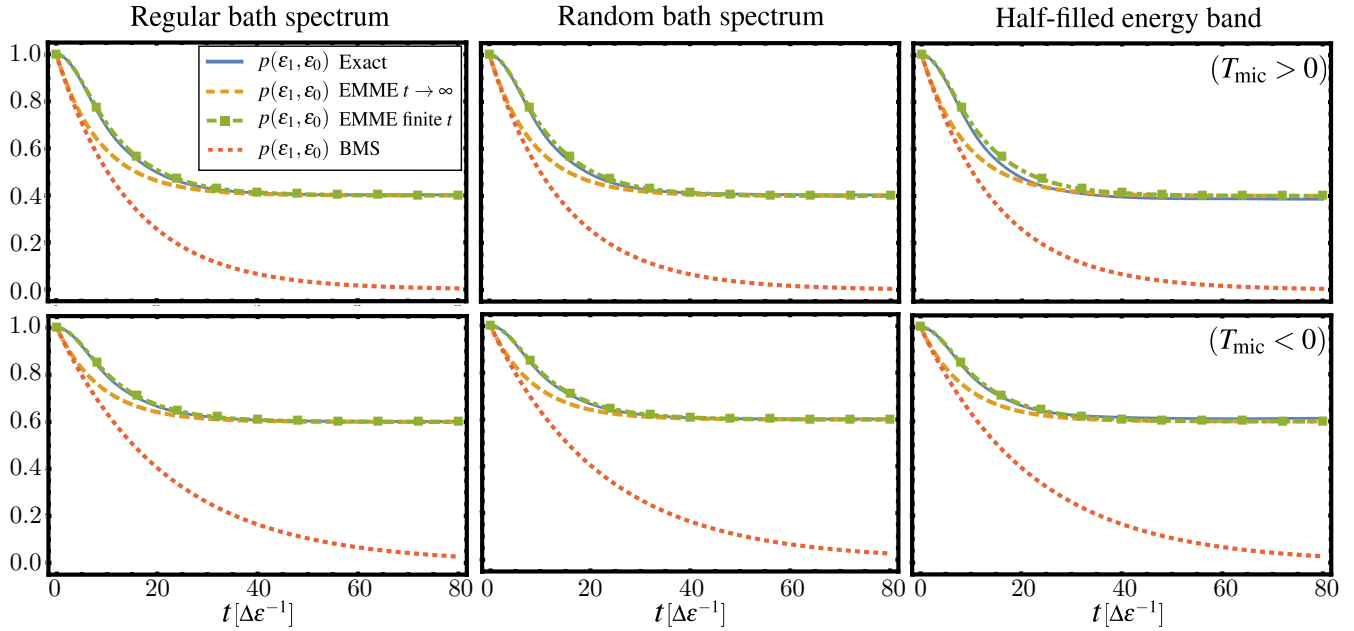 Regular bath spectrum
Random bath spectrum
Half-filled energy band
1.0
0.8
0.6
0.4
0.2
0.0
p(ε₁, ε₀) Exact
p(ε₁, ε₀) EMME t → ∞
p(ε₁, ε₀) EMME finite t
p(ε₁, ε₀) BMS
(T_mic > 0)
1.0
0.8
0.6
0.4
0.2
0.0
(T_mic < 0)
0 20 40 60 80
0 20 40 60 80
0 20 40 60 80
t[Δε⁻¹]
t[Δε⁻¹]
t[Δε⁻¹]